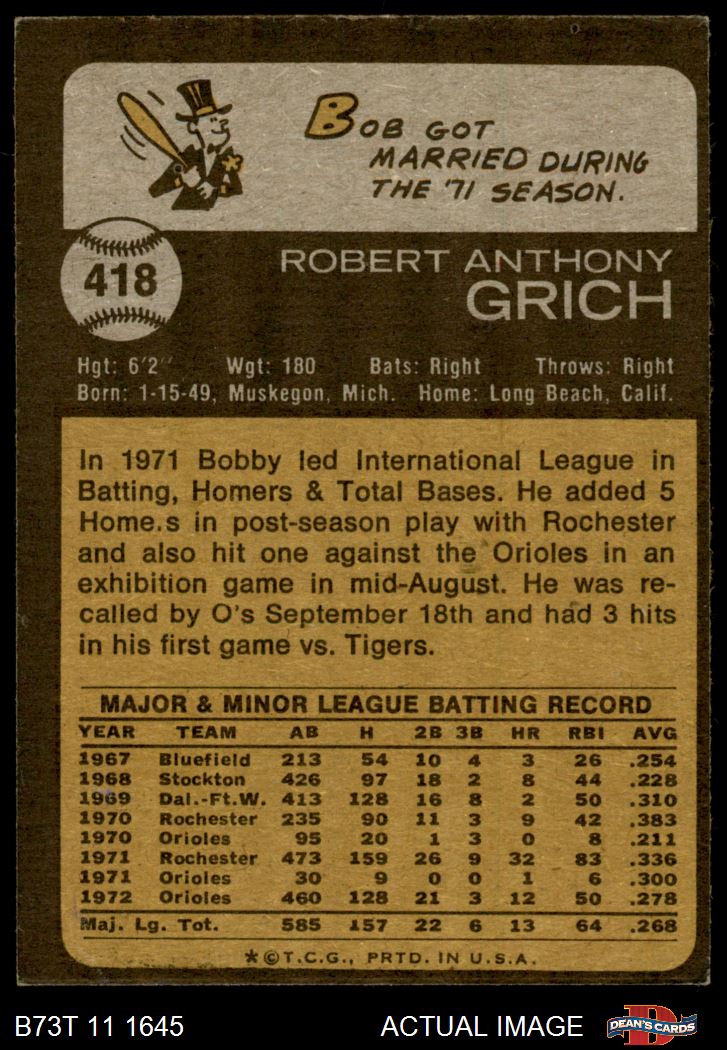 BOB GOT
MARRIED DURING
THE '71 SEASON.
418
ROBERT ANTHONY
GRICH
Hgt: 6'2" Wgt: 180 Bats: Right Throws: Right
Born: 1-15-49, Muskegon, Mich. Home: Long Beach, Calif.
In 1971 Bobby led International League in
Batting, Homers & Total Bases. He added 5
Home.s in post-season play with Rochester
and also hit one against the Orioles in an
exhibition game in mid-August. He was re-
called by O's September 18th and had 3 hits
in his first game vs. Tigers.
MAJOR & MINOR LEAGUE BATTING RECORD
YEAR TEAM AB H 2B 3B HR RBI AVG
1967 Bluefield 213 54 10 4 3 26 .254
1968 Stockton 426 97 18 2 8 44 .228
1969 Dal.-Ft.W. 413 128 16 8 2 50 .310
1970 Rochester 235 90 11 3 9 42 .383
1970 Orioles 95 20 1 3 0 8 .211
1971 Rochester 473 159 26 9 32 83 .336
1971 Orioles 30 9 0 0 1 6 .300
1972 Orioles 460 128 21 3 12 50 .278
Maj. Lg. Tot. 585 157 22 6 13 64 .268
★©T.C.G., PRTD. IN U.S.A.
B73T 11 1645 ACTUAL IMAGE
D
DEAN'S CARDS